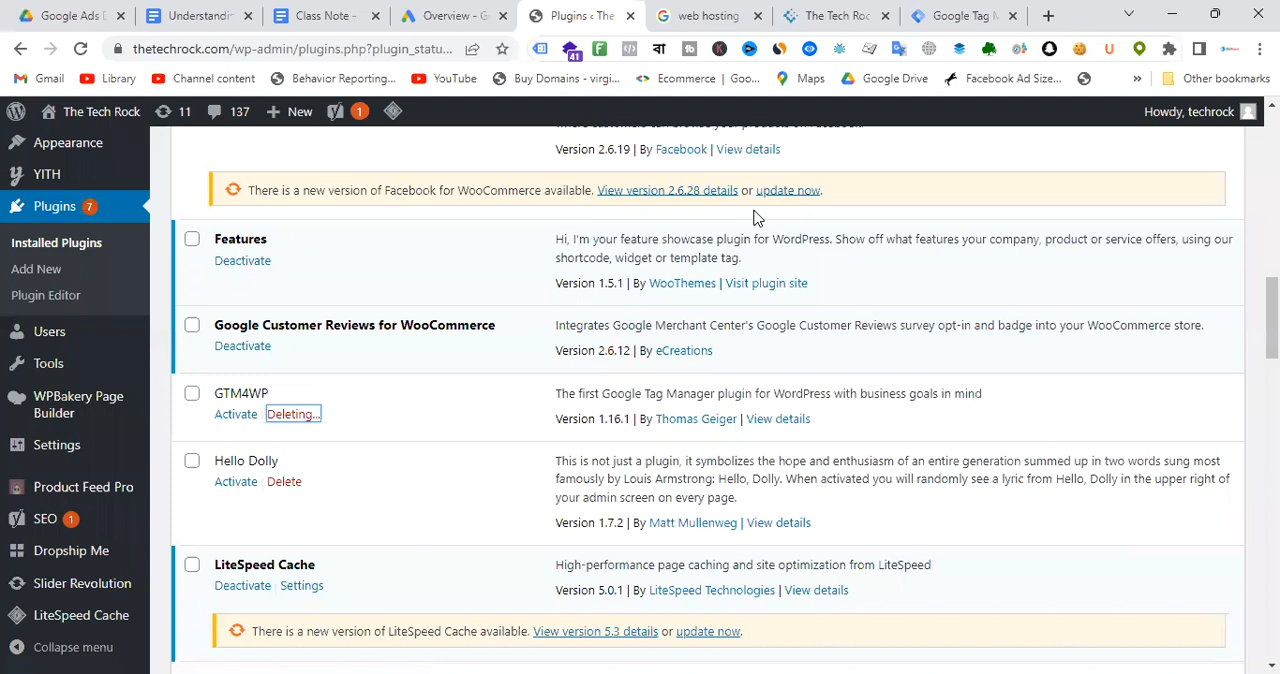 Google Ads D
Understandin
Class Note -
Overview - G
Plugins ‹ The
web hosting
The Tech Roc
Google Tag M
thetechrock.com/wp-admin/plugins.php?plugin_statu...
Gmail
Library
Channel content
Behavior Reporting...
YouTube
Buy Domains - virgi...
Ecommerce | Goo...
Maps
Google Drive
Facebook Ad Size...
»
Other bookmarks
The Tech Rock
11
137
New
1
Howdy, techrock
Appearance
YITH
Plugins 7
Installed Plugins
Add New
Plugin Editor
Users
Tools
WPBakery Page
Builder
Settings
Product Feed Pro
SEO 1
Dropship Me
Slider Revolution
LiteSpeed Cache
Collapse menu
Version 2.6.19 | By Facebook | View details
There is a new version of Facebook for WooCommerce available. View version 2.6.28 details or update now.
Features
Deactivate
Hi, I'm your feature showcase plugin for WordPress. Show off what features your company, product or service offers, using our
shortcode, widget or template tag.
Version 1.5.1 | By WooThemes | Visit plugin site
Google Customer Reviews for WooCommerce
Deactivate
Integrates Google Merchant Center's Google Customer Reviews survey opt-in and badge into your WooCommerce store.
Version 2.6.12 | By eCreations
GTM4WP
Activate | Deleting...
The first Google Tag Manager plugin for WordPress with business goals in mind
Version 1.16.1 | By Thomas Geiger | View details
Hello Dolly
Activate | Delete
This is not just a plugin, it symbolizes the hope and enthusiasm of an entire generation summed up in two words sung most
famously by Louis Armstrong: Hello, Dolly. When activated you will randomly see a lyric from Hello, Dolly in the upper right of
your admin screen on every page.
Version 1.7.2 | By Matt Mullenweg | View details
LiteSpeed Cache
Deactivate | Settings
High-performance page caching and site optimization from LiteSpeed
Version 5.0.1 | By LiteSpeed Technologies | View details
There is a new version of LiteSpeed Cache available. View version 5.3 details or update now.